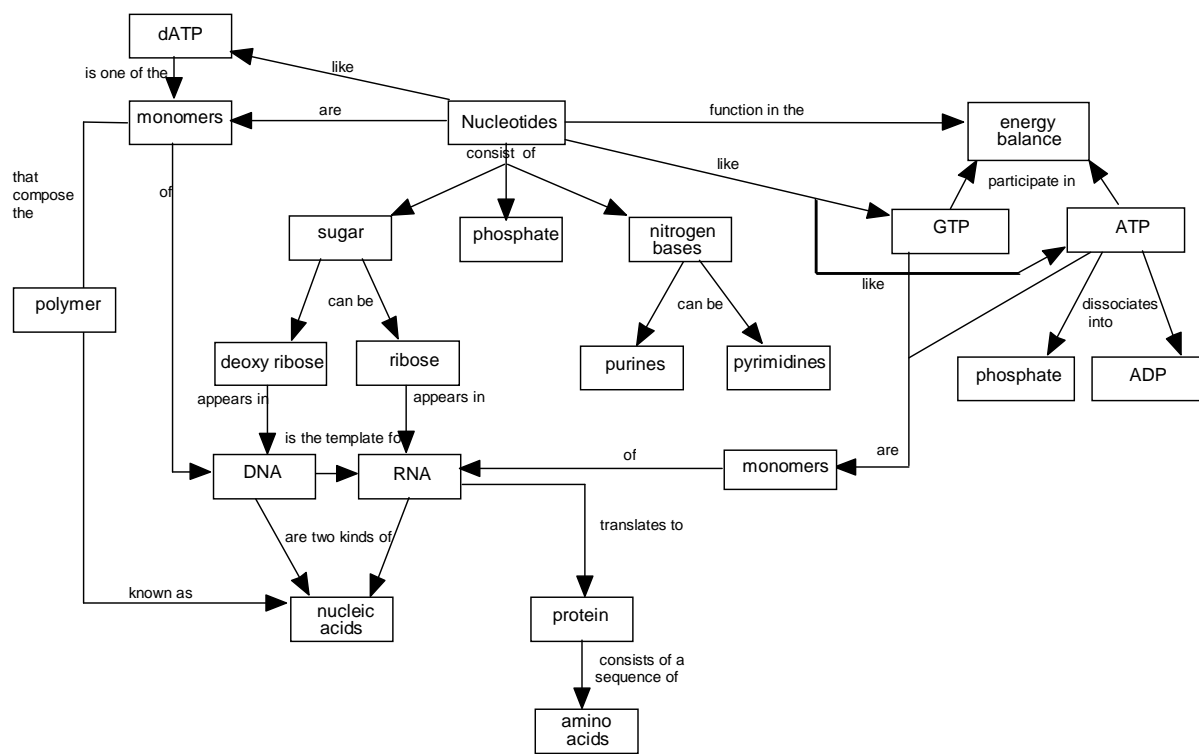 dATP
is one of the
like
monomers
are
Nucleotides
function in the
energy
balance
consist of
like
participate in
that
compose
the
of
sugar
phosphate
nitrogen
bases
GTP
ATP
like
polymer
can be
can be
dissociates
into
deoxy ribose
ribose
purines
pyrimidines
phosphate
ADP
appears in
appears in
is the template fo
DNA
RNA
of
monomers
are
are two kinds of
translates to
known as
nucleic
acids
protein
consists of a
sequence of
amino
acids